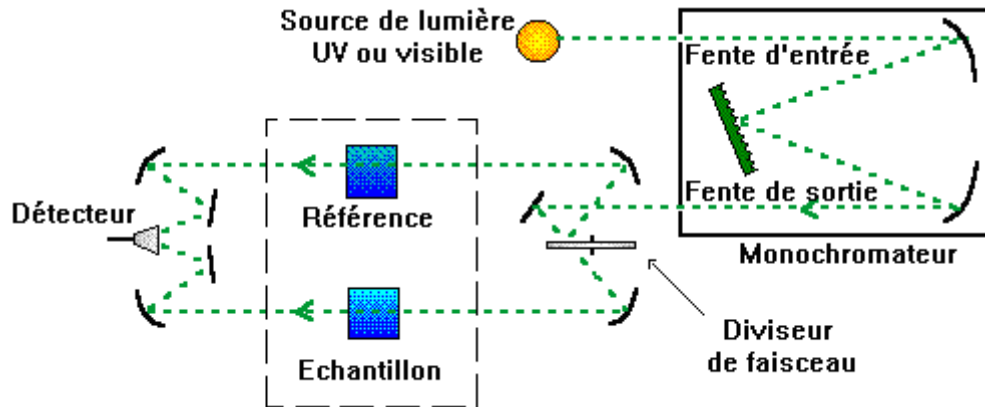 Source de lumière
UV ou visible
Fente d'entrée
Fente de sortie
Monochromateur
Détecteur
Référence
Echantillon
Diviseur
de faisceau